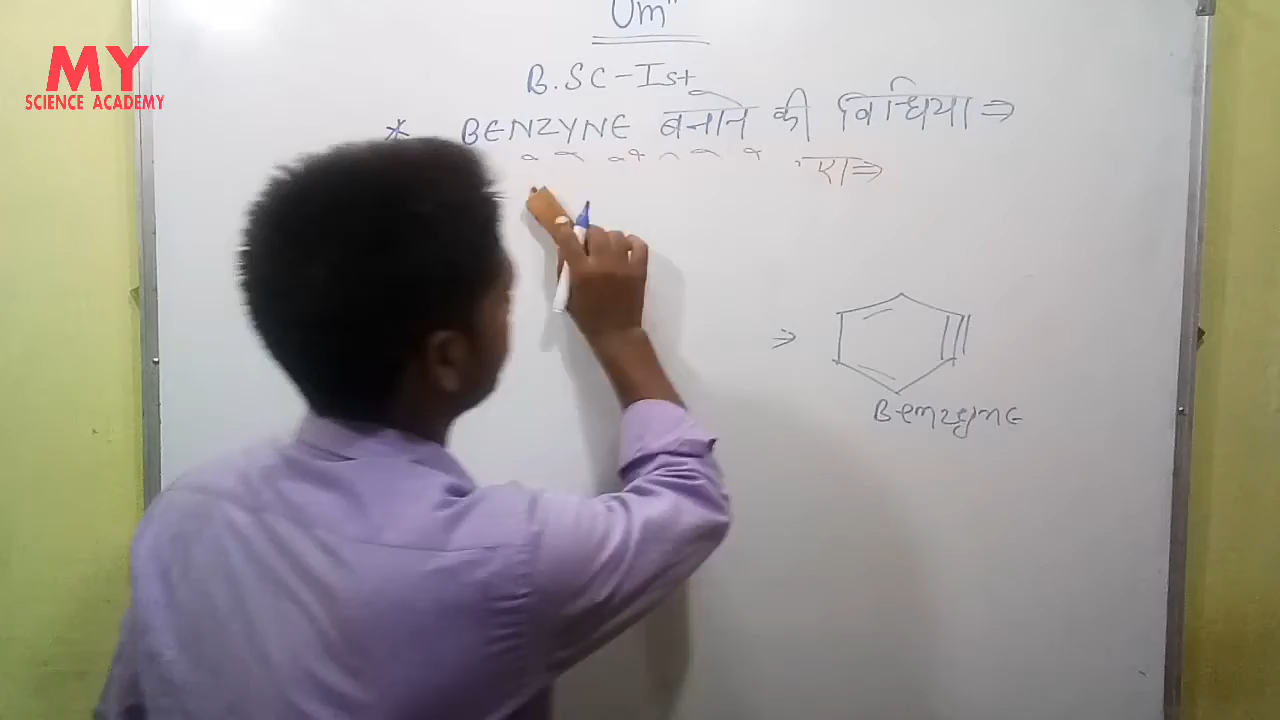 MY
SCIENCE ACADEMY
Om
B.SC-Ist
* BENZYNE बनाने की विधिया ⇒
रा ⇒
⇒
Benzyne